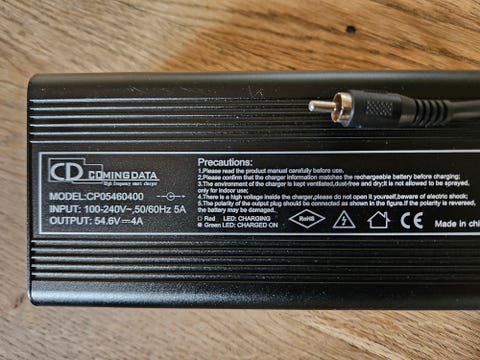 CD COMING DATA
High frequency smart charger
MODEL:CP05460400
INPUT: 100-240V~,50/60Hz 5A
OUTPUT: 54.6V⎓4A
Precautions:
1.Please read the product manual carefully before use.
2.Please confirm that the charger information matches the rechargeable battery before charging;
3.The environment of the charger is kept ventilated,dust-free and dry;it is not allowed to be sprayed,
only for indoor use;
4.There is a high voltage inside the charger,please do not open it yourself,beware of electric shock;
5.The polarity of the output plug should be connected as shown in the figure.If the polarity is reversed,
the battery may be damaged.
○ Red LED: CHARGING
● Green LED: CHARGED ON
RoHS
CE
Made in chi